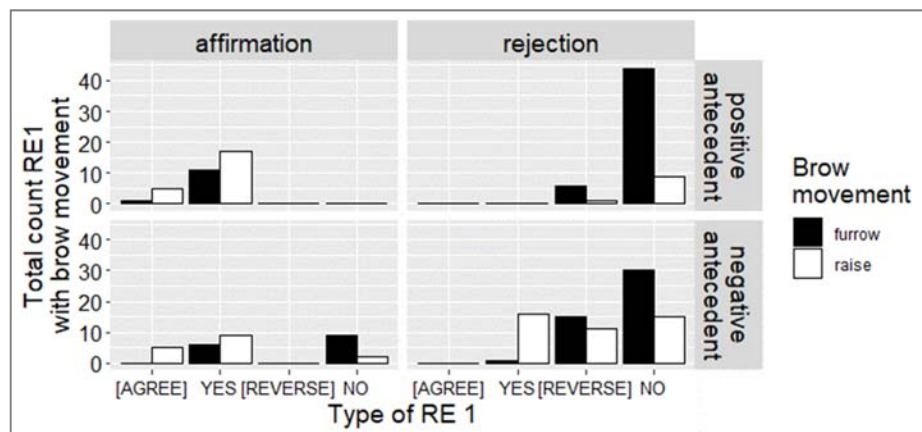 affirmation
rejection
Total count RE1
with brow movement
40
30
20
10
0
40
30
20
10
0
positive
antecedent
negative
antecedent
Brow
movement
furrow
raise
[AGREE] YES [REVERSE] NO
[AGREE] YES [REVERSE] NO
Type of RE 1